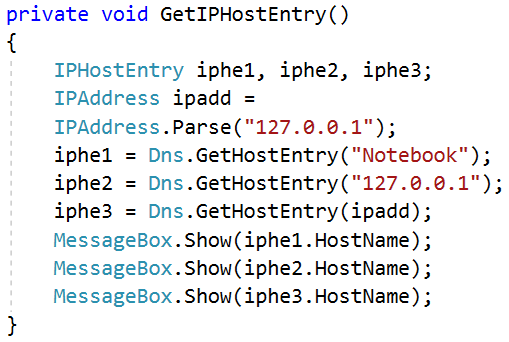 private void GetIPHostEntry()
{
    IPHostEntry iphe1, iphe2, iphe3;
    IPAddress ipadd =
    IPAddress.Parse("127.0.0.1");
    iphe1 = Dns.GetHostEntry("Notebook");
    iphe2 = Dns.GetHostEntry("127.0.0.1");
    iphe3 = Dns.GetHostEntry(ipadd);
    MessageBox.Show(iphe1.HostName);
    MessageBox.Show(iphe2.HostName);
    MessageBox.Show(iphe3.HostName);
}